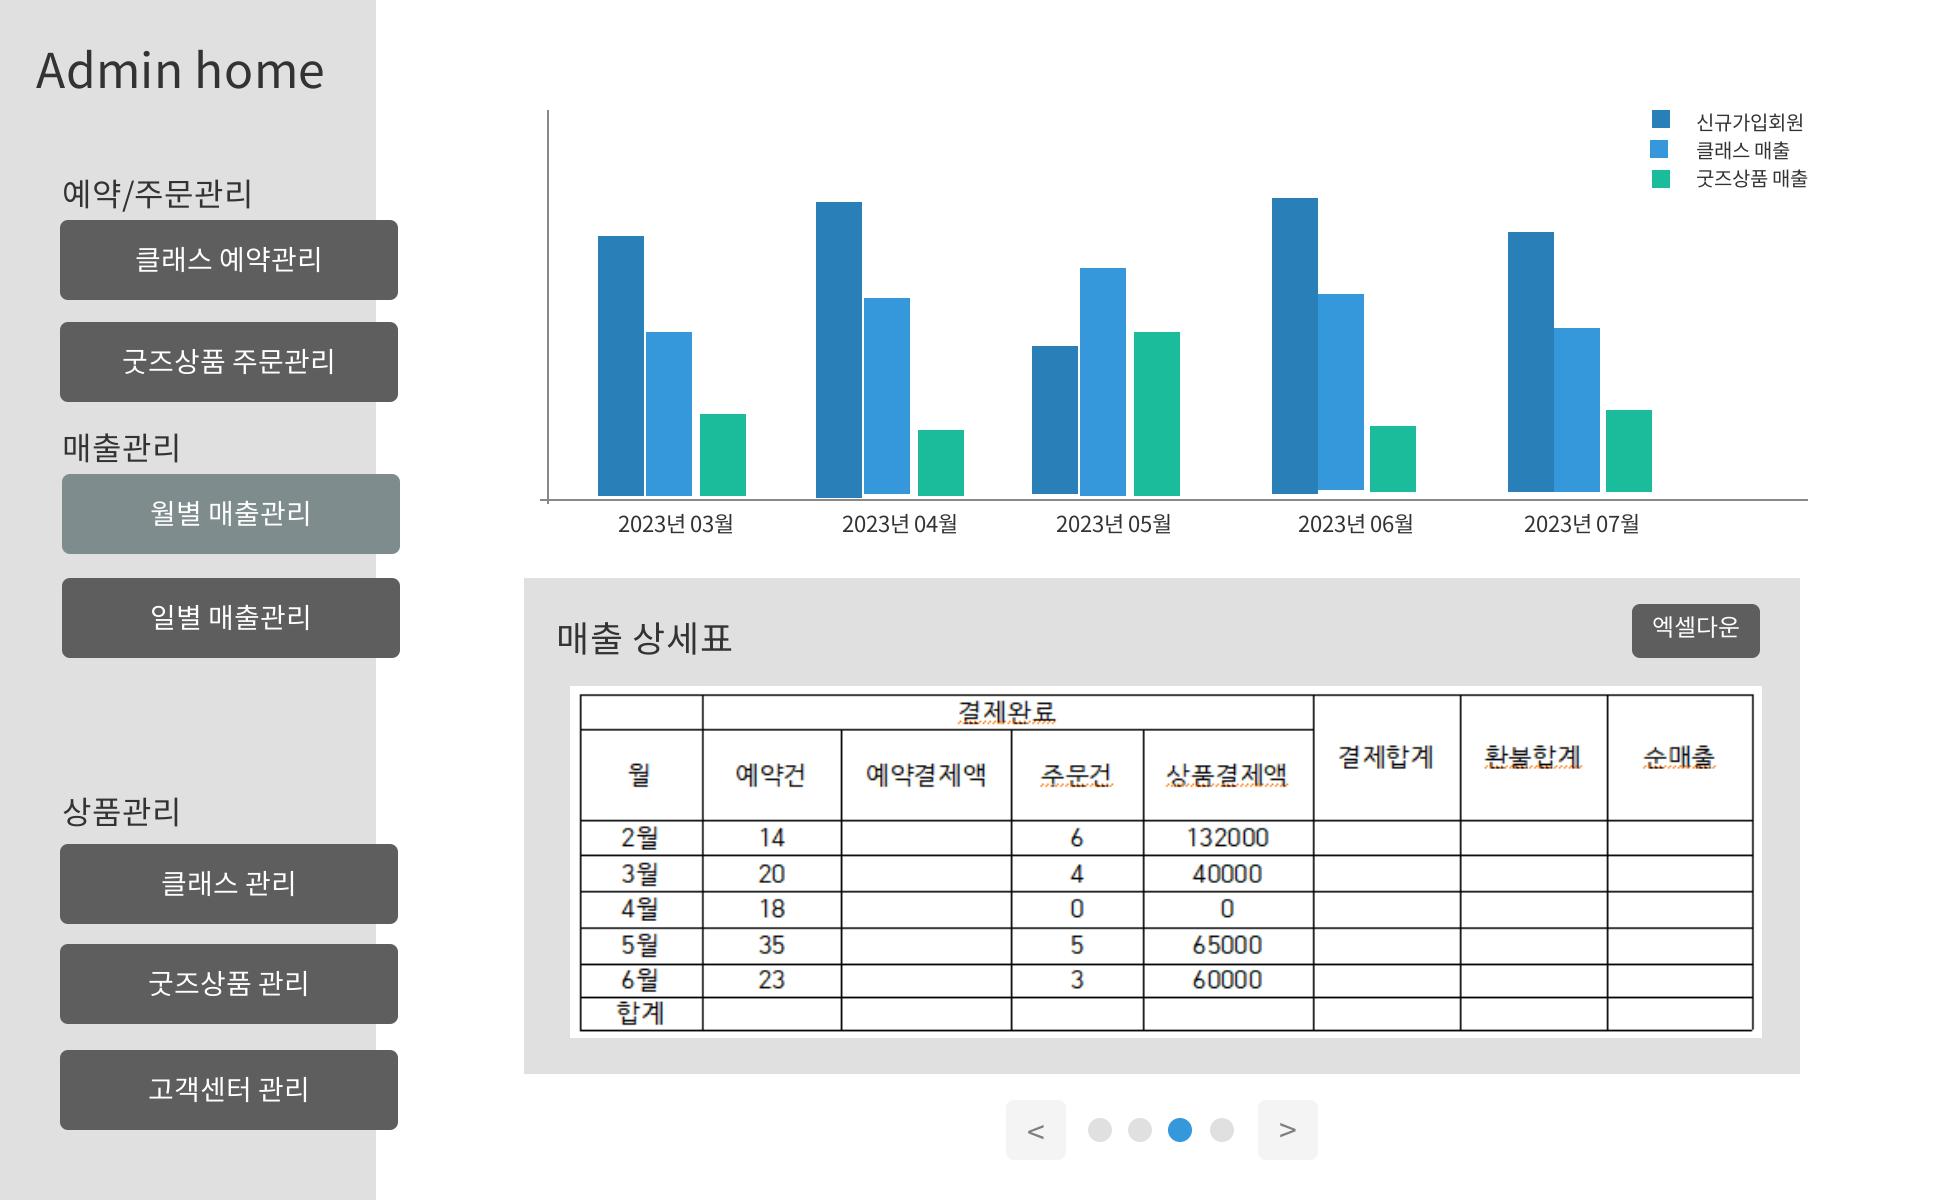 Admin home
예약/주문관리
클래스 예약관리
굿즈상품 주문관리
매출관리
월별 매출관리
일별 매출관리
상품관리
클래스 관리
굿즈상품 관리
고객센터 관리
신규가입회원
클래스 매출
굿즈상품 매출
2023년 03월 2023년 04월 2023년 05월 2023년 06월 2023년 07월
매출 상세표 엑셀다운
결제완료
결제합계 환불합계 순매출
월 예약건 예약결제액 주문건 상품결제액
2월 14 6 132000
3월 20 4 40000
4월 18 0 0
5월 35 5 65000
6월 23 3 60000
합계
< >